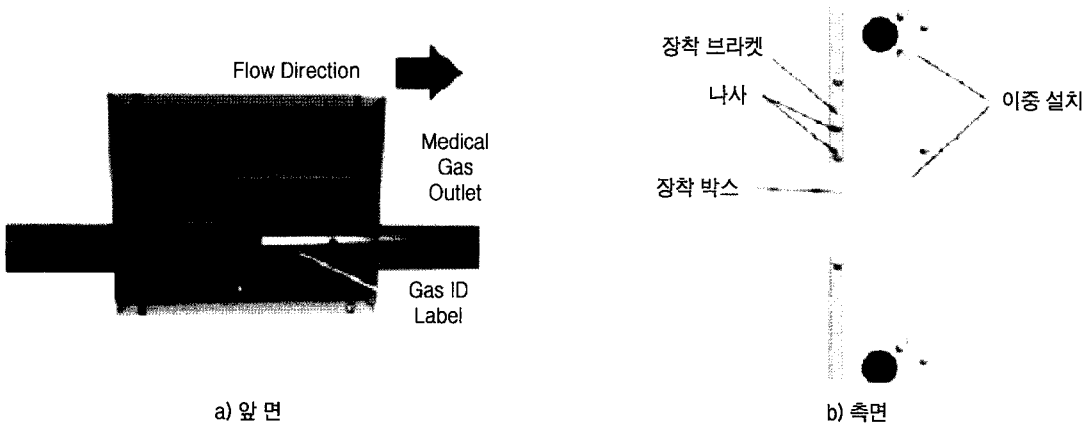 Flow Direction
Medical
Gas
Outlet
Gas ID
Label
a) 앞 면
장착 브라켓
나사
장착 박스
이중 설치
b) 측면